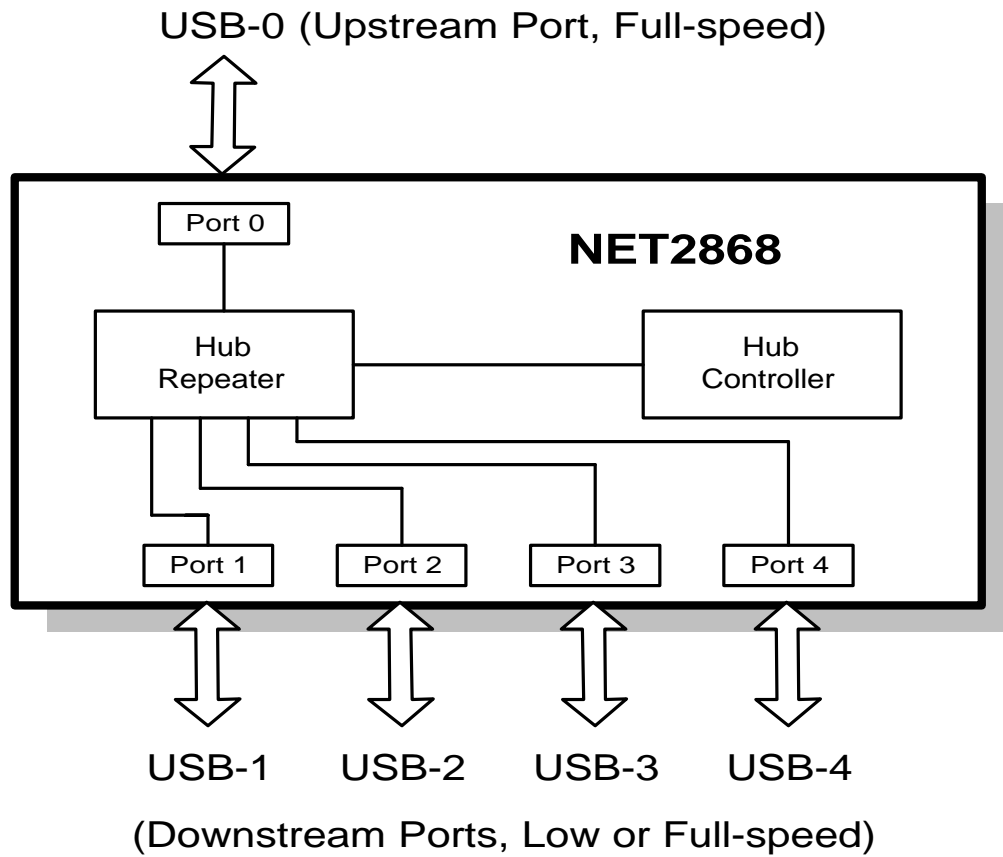 USB-0 (Upstream Port, Full-speed)
Port 0
NET2868
Hub
Repeater
Hub
Controller
Port 1
Port 2
Port 3
Port 4
USB-1
USB-2
USB-3
USB-4
(Downstream Ports, Low or Full-speed)